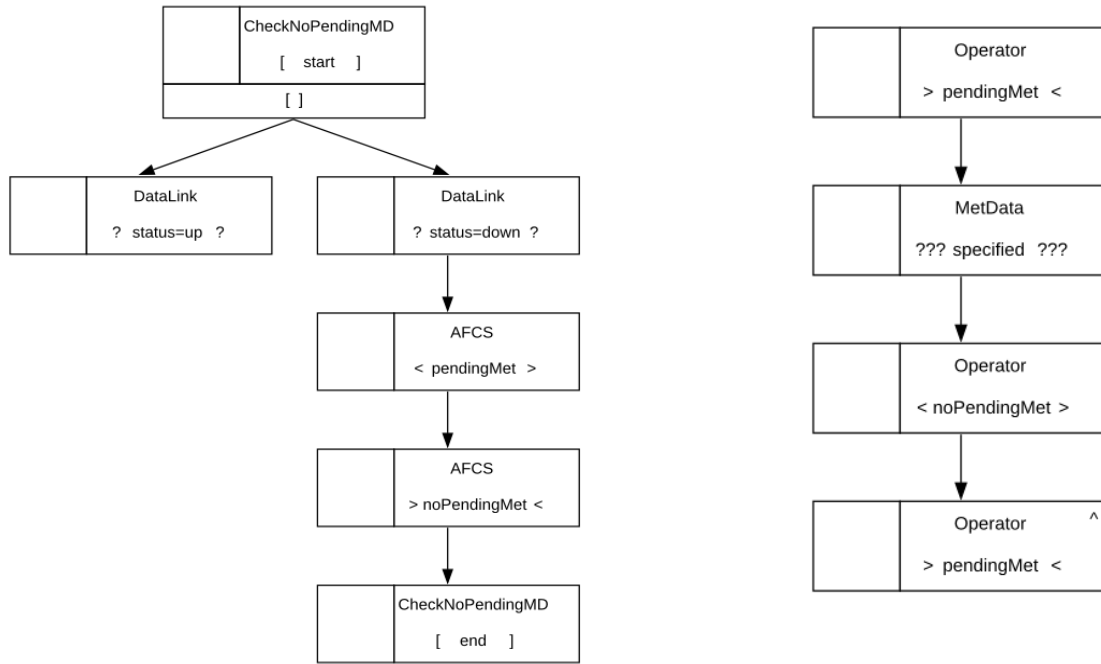 CheckNoPendingMD
[ start ]
[ ]
DataLink
? status=up ?
DataLink
? status=down ?
AFCS
< pendingMet >
AFCS
> noPendingMet <
CheckNoPendingMD
[ end ]
Operator
> pendingMet <
MetData
??? specified ???
Operator
< noPendingMet >
Operator ^
> pendingMet <